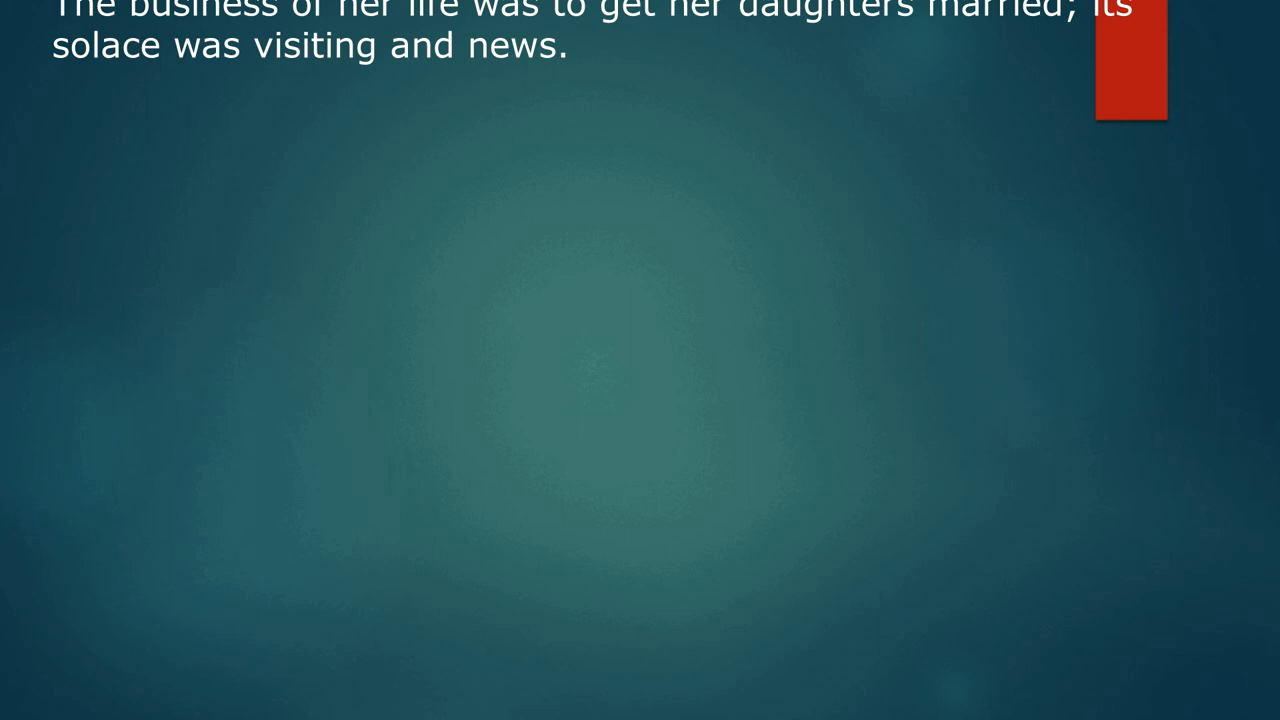 The business of her life was to get her daughters married; its
solace was visiting and news.